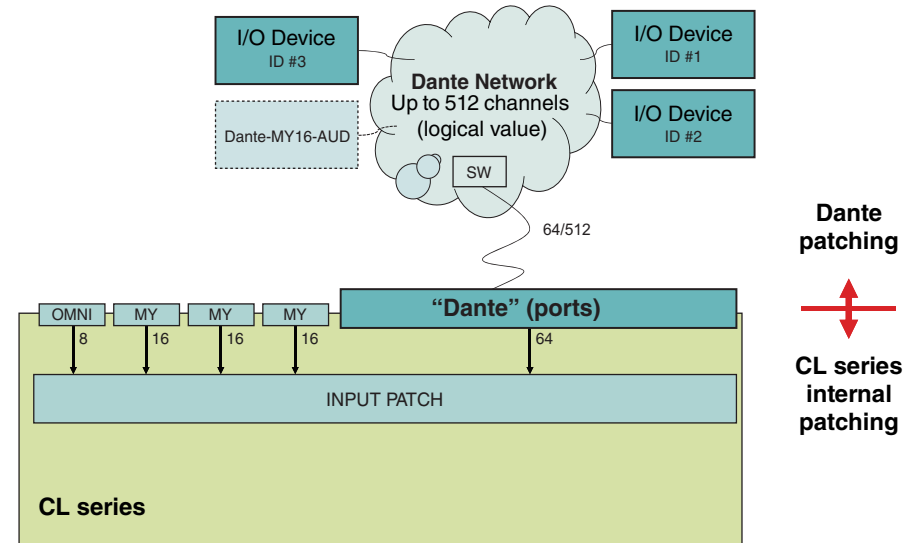 I/O Device
ID #3
Dante-MY16-AUD
Dante Network
Up to 512 channels
(logical value)
SW
I/O Device
ID #1
I/O Device
ID #2
64/512
Dante
patching
OMNI
MY
MY
MY
“Dante” (ports)
8
16
16
16
64
INPUT PATCH
CL series
internal
patching
CL series